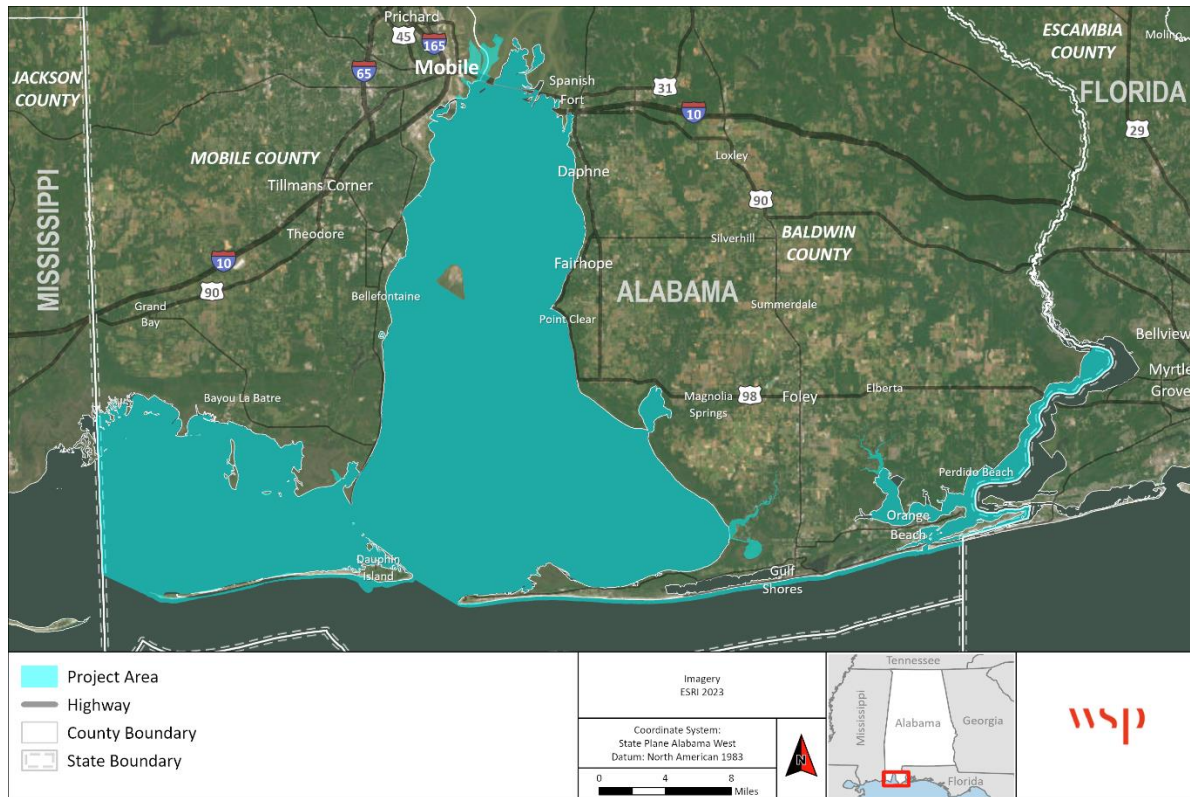 Prichard
45
165
65
Mobile
Spanish
Fort
31
10
ESCAMBIA
COUNTY
Molino
FLORIDA
29
JACKSON
COUNTY
MISSISSIPPI
MOBILE COUNTY
Tillmans Corner
Theodore
10
90
Grand
Bay
Bellefontaine
Bayou La Batre
Daphne
Loxley
90
BALDWIN
COUNTY
Silverhill
Fairhope
ALABAMA
Summerdale
Point Clear
Bellview
Myrtle
Grove
Magnolia
Springs
98
Foley
Elberta
Perdido Beach
Orange
Beach
Dauphin
Island
Gulf
Shores
Project Area
Highway
County Boundary
State Boundary
Imagery
ESRI 2023
Coordinate System:
State Plane Alabama West
Datum: North American 1983
0 4 8
Miles
N
Tennessee
Mississippi
Alabama
Georgia
Florida
wsp